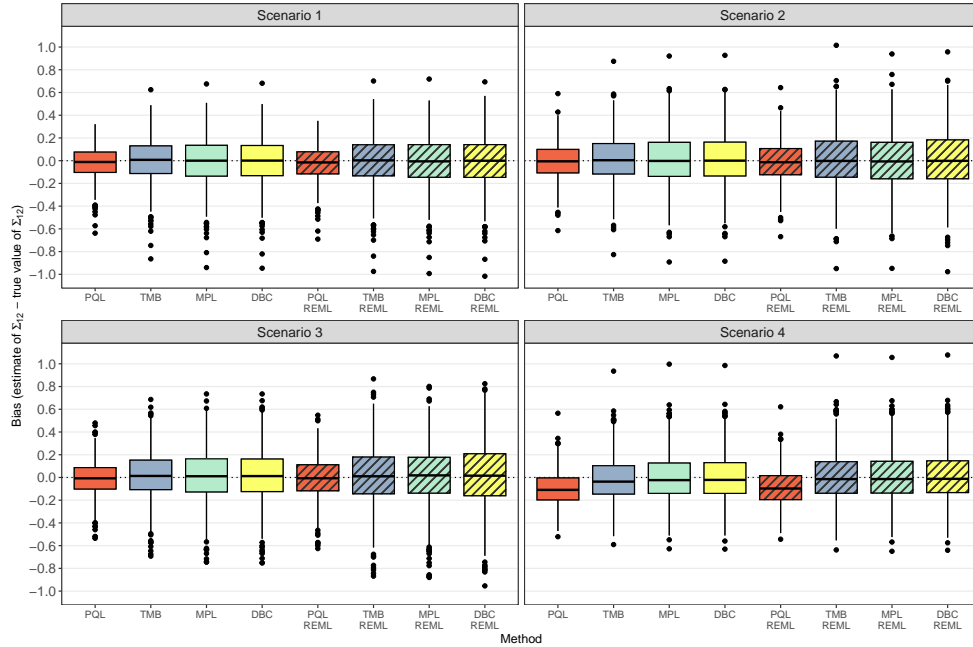 Scenario 1
Scenario 2
1.0
0.8
0.6
0.4
0.2
0.0
−0.2
−0.4
−0.6
−0.8
−1.0
PQL
TMB
MPL
DBC
PQL
REML
TMB
REML
MPL
REML
DBC
REML
PQL
TMB
MPL
DBC
PQL
REML
TMB
REML
MPL
REML
DBC
REML
Scenario 3
Scenario 4
1.0
0.8
0.6
0.4
0.2
0.0
−0.2
−0.4
−0.6
−0.8
−1.0
PQL
TMB
MPL
DBC
PQL
REML
TMB
REML
MPL
REML
DBC
REML
PQL
TMB
MPL
DBC
PQL
REML
TMB
REML
MPL
REML
DBC
REML
Method
Bias (estimate of Σ₁₂ − true value of Σ₁₂)